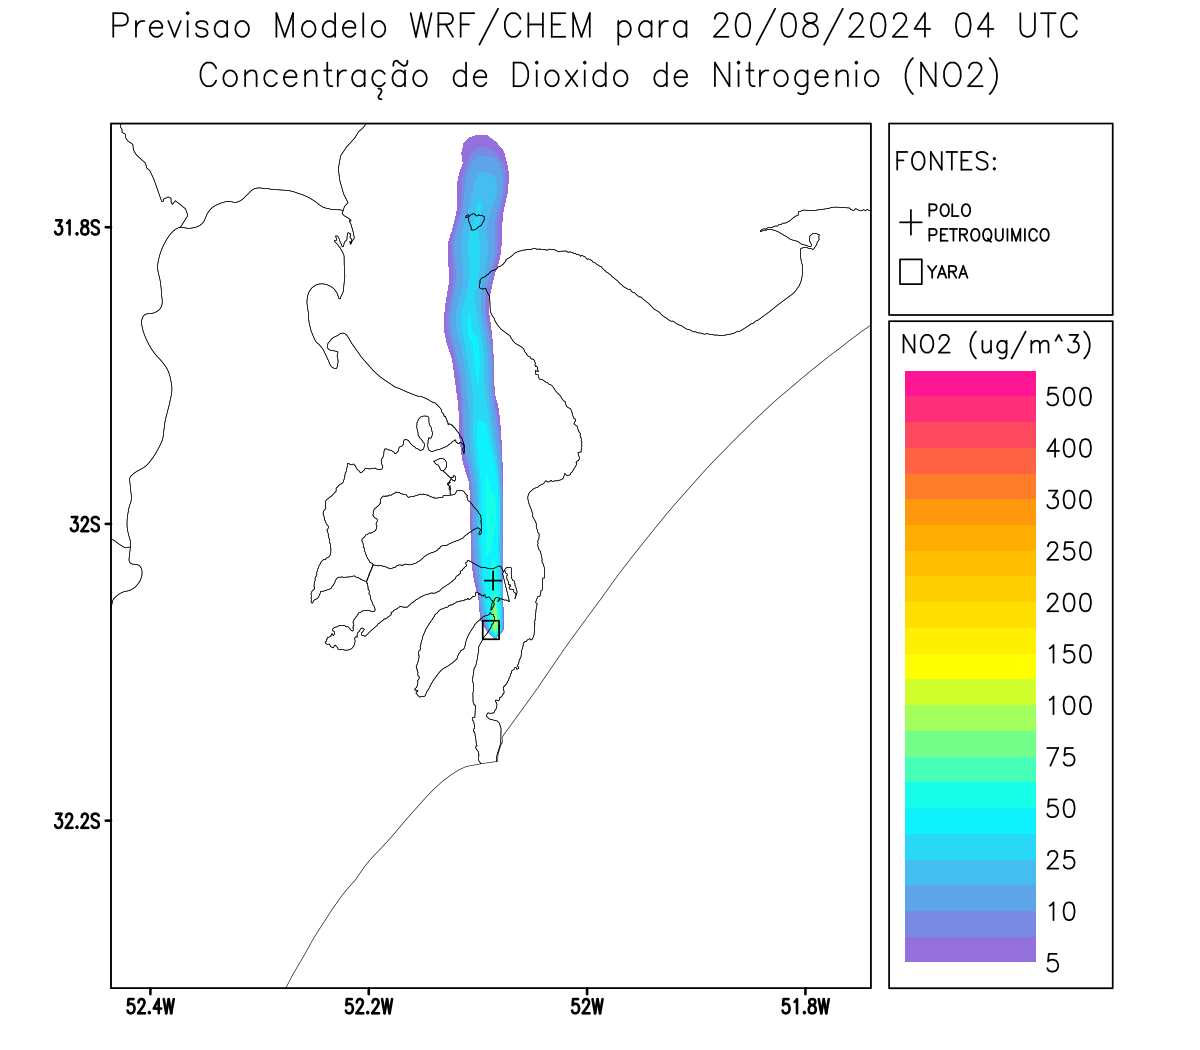 Previsao Modelo WRF/CHEM para 20/08/2024 04 UTC
Concentração de Dioxido de Nitrogenio (NO2)
FONTES:
POLO
PETROQUIMICO
YARA
NO2 (ug/m^3)
500
400
300
250
200
150
100
75
50
25
10
5
31.8S
32S
32.2S
52.4W
52.2W
52W
51.8W